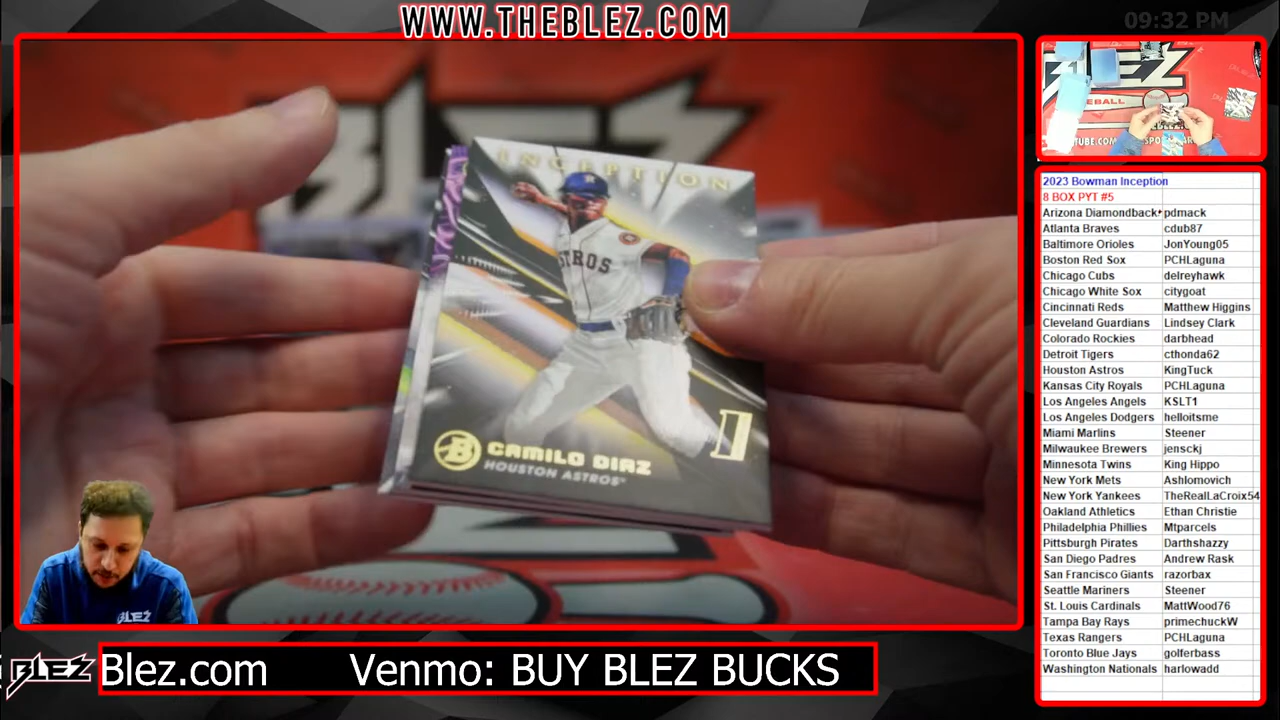 WWW.THEBLEZ.COM
09:32 PM
INCEPTION
ASTROS
CAMILO DIAZ
HOUSTON ASTROS
BLEZ
BLEZ
Blez.com Venmo: BUY BLEZ BUCKS
BLEZ
BASEBALL
2023 Bowman Inception
8 BOX PYT #5
Arizona Diamondback pdmack
Atlanta Braves cdub87
Baltimore Orioles JonYoung05
Boston Red Sox PCHLaguna
Chicago Cubs delreyhawk
Chicago White Sox citygoat
Cincinnati Reds Matthew Higgins
Cleveland Guardians Lindsey Clark
Colorado Rockies darbhead
Detroit Tigers cthonda62
Houston Astros KingTuck
Kansas City Royals PCHLaguna
Los Angeles Angels KSLT1
Los Angeles Dodgers helloitsme
Miami Marlins Steener
Milwaukee Brewers jensckj
Minnesota Twins King Hippo
New York Mets Ashlomovich
New York Yankees TheRealLaCroix54
Oakland Athletics Ethan Christie
Philadelphia Phillies Mtparcels
Pittsburgh Pirates Darthshazzy
San Diego Padres Andrew Rask
San Francisco Giants razorbax
Seattle Mariners Steener
St. Louis Cardinals MattWood76
Tampa Bay Rays primechuckW
Texas Rangers PCHLaguna
Toronto Blue Jays golferbass
Washington Nationals harlowadd